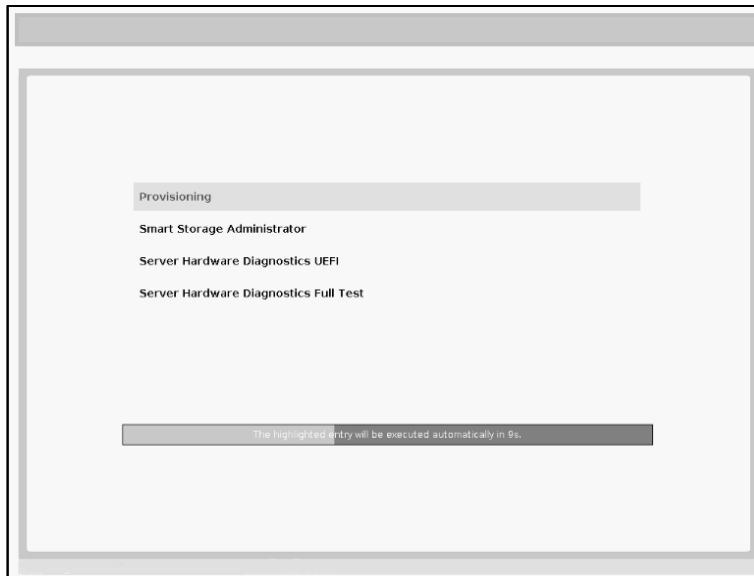 Provisioning
Smart Storage Administrator
Server Hardware Diagnostics UEFI
Server Hardware Diagnostics Full Test
The highlighted entry will be executed automatically in 9s.